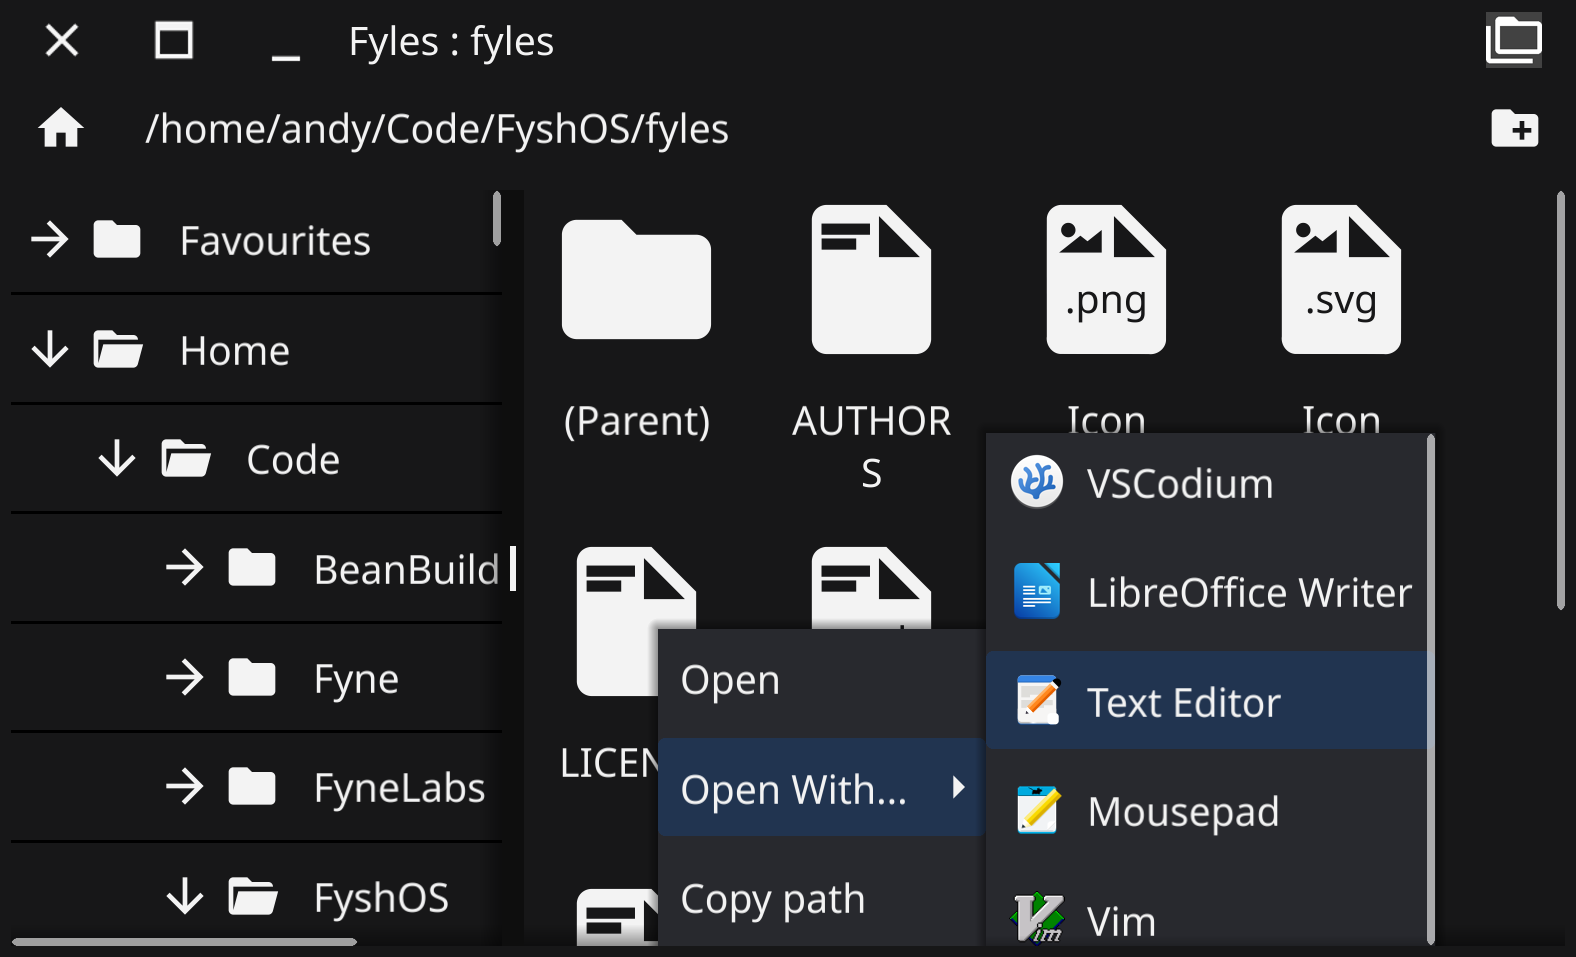 Fyles : fyles
/home/andy/Code/FyshOS/fyles
Favourites
Home
Code
BeanBuild
Fyne
FyneLabs
FyshOS
.png
.svg
(Parent)
AUTHOR
S
Icon
Icon
LICEN
Open
Open With...
Copy path
VSCodium
LibreOffice Writer
Text Editor
Mousepad
Vim